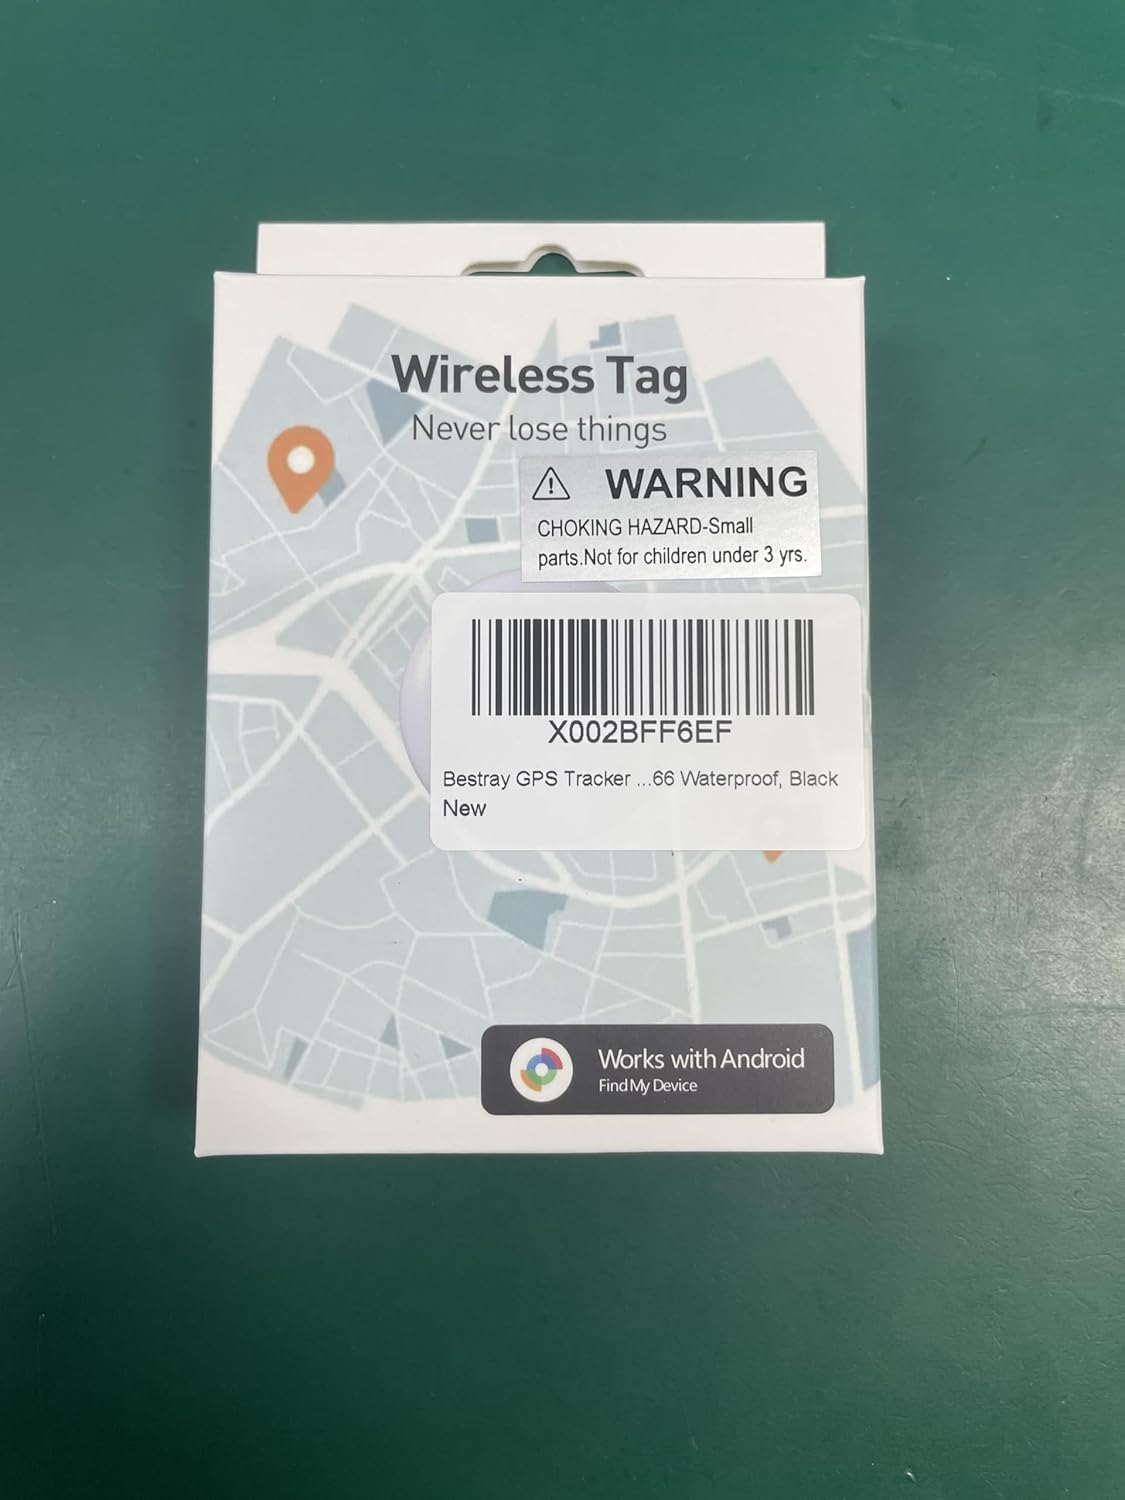 Wireless Tag
Never lose things
WARNING
CHOKING HAZARD-Small
parts.Not for children under 3 yrs.
X002BFF6EF
Bestray GPS Tracker ...66 Waterproof, Black
New
Works with Android
Find My Device